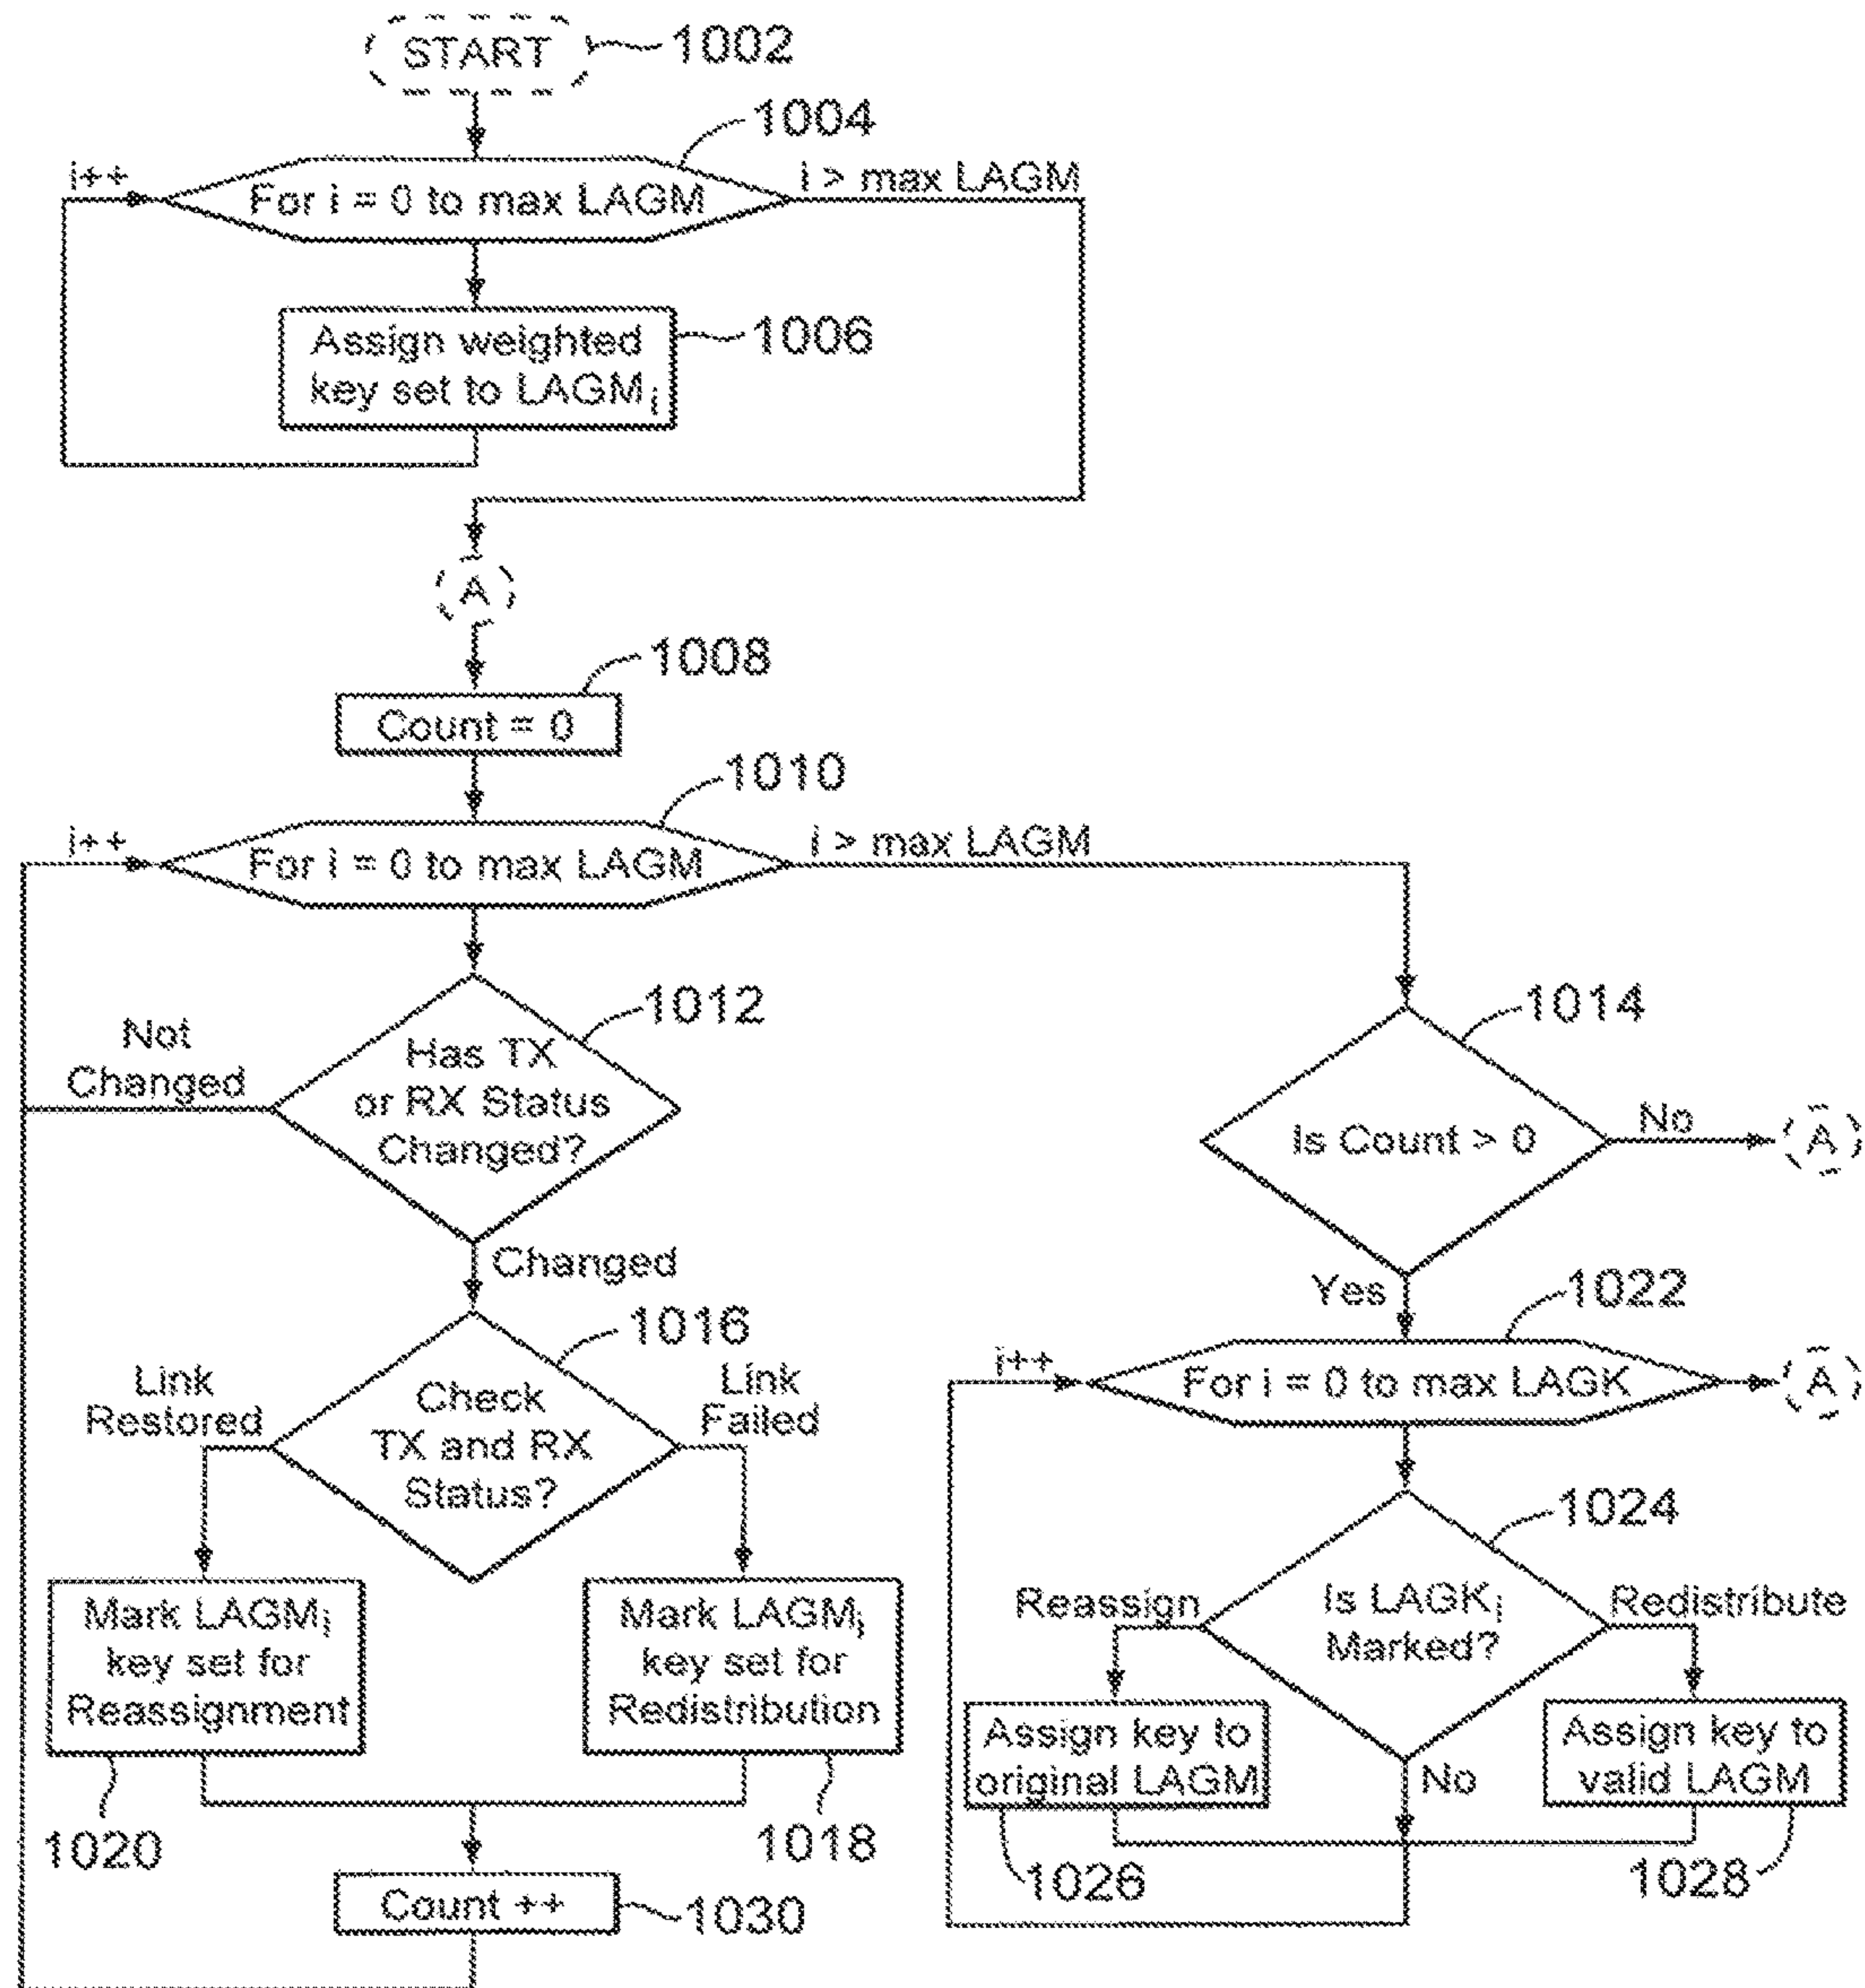 START
1002
1004
i++
For i = 0 to max LAGM
i > max LAGM
Assign weighted
key set to LAGMi
1006
A
1008
Count = 0
1010
i++
For i = 0 to max LAGM
i > max LAGM
1012
Not
Changed
Has TX
or RX Status
Changed?
Changed
1016
Link
Restored
Check
TX and RX
Status?
Link
Failed
Mark LAGMi
key set for
Reassignment
1020
Mark LAGMi
key set for
Redistribution
1018
Count ++
1030
1014
Is Count > 0
No
A
Yes
1022
i++
For i = 0 to max LAGK
A
1024
Reassign
Is LAGKi
Marked?
Redistribute
Assign key to
original LAGM
No
Assign key to
valid LAGM
1026
1028